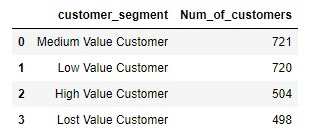 customer_segment Num_of_customers
0 Medium Value Customer 721
1 Low Value Customer 720
2 High Value Customer 504
3 Lost Value Customer 498